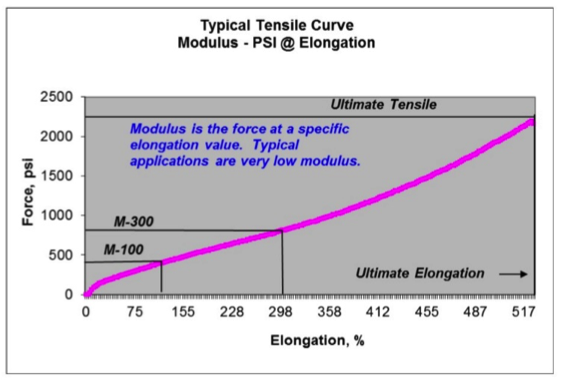 Typical Tensile Curve
Modulus - PSI @ Elongation
2500
2000
1500
1000
500
0
Force, psi
Ultimate Tensile
Modulus is the force at a specific
elongation value. Typical
applications are very low modulus.
M-300
M-100
Ultimate Elongation
0 75 155 228 298 358 412 455 487 517
Elongation, %